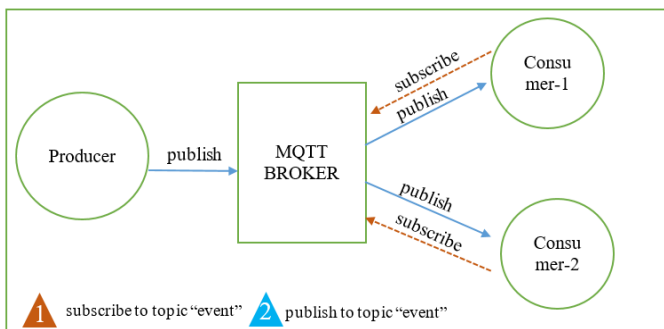 subscribe
publish
Consu
mer-1
Producer
publish
MQTT
BROKER
publish
subscribe
Consu
mer-2
1 subscribe to topic “event”
2 publish to topic “event”